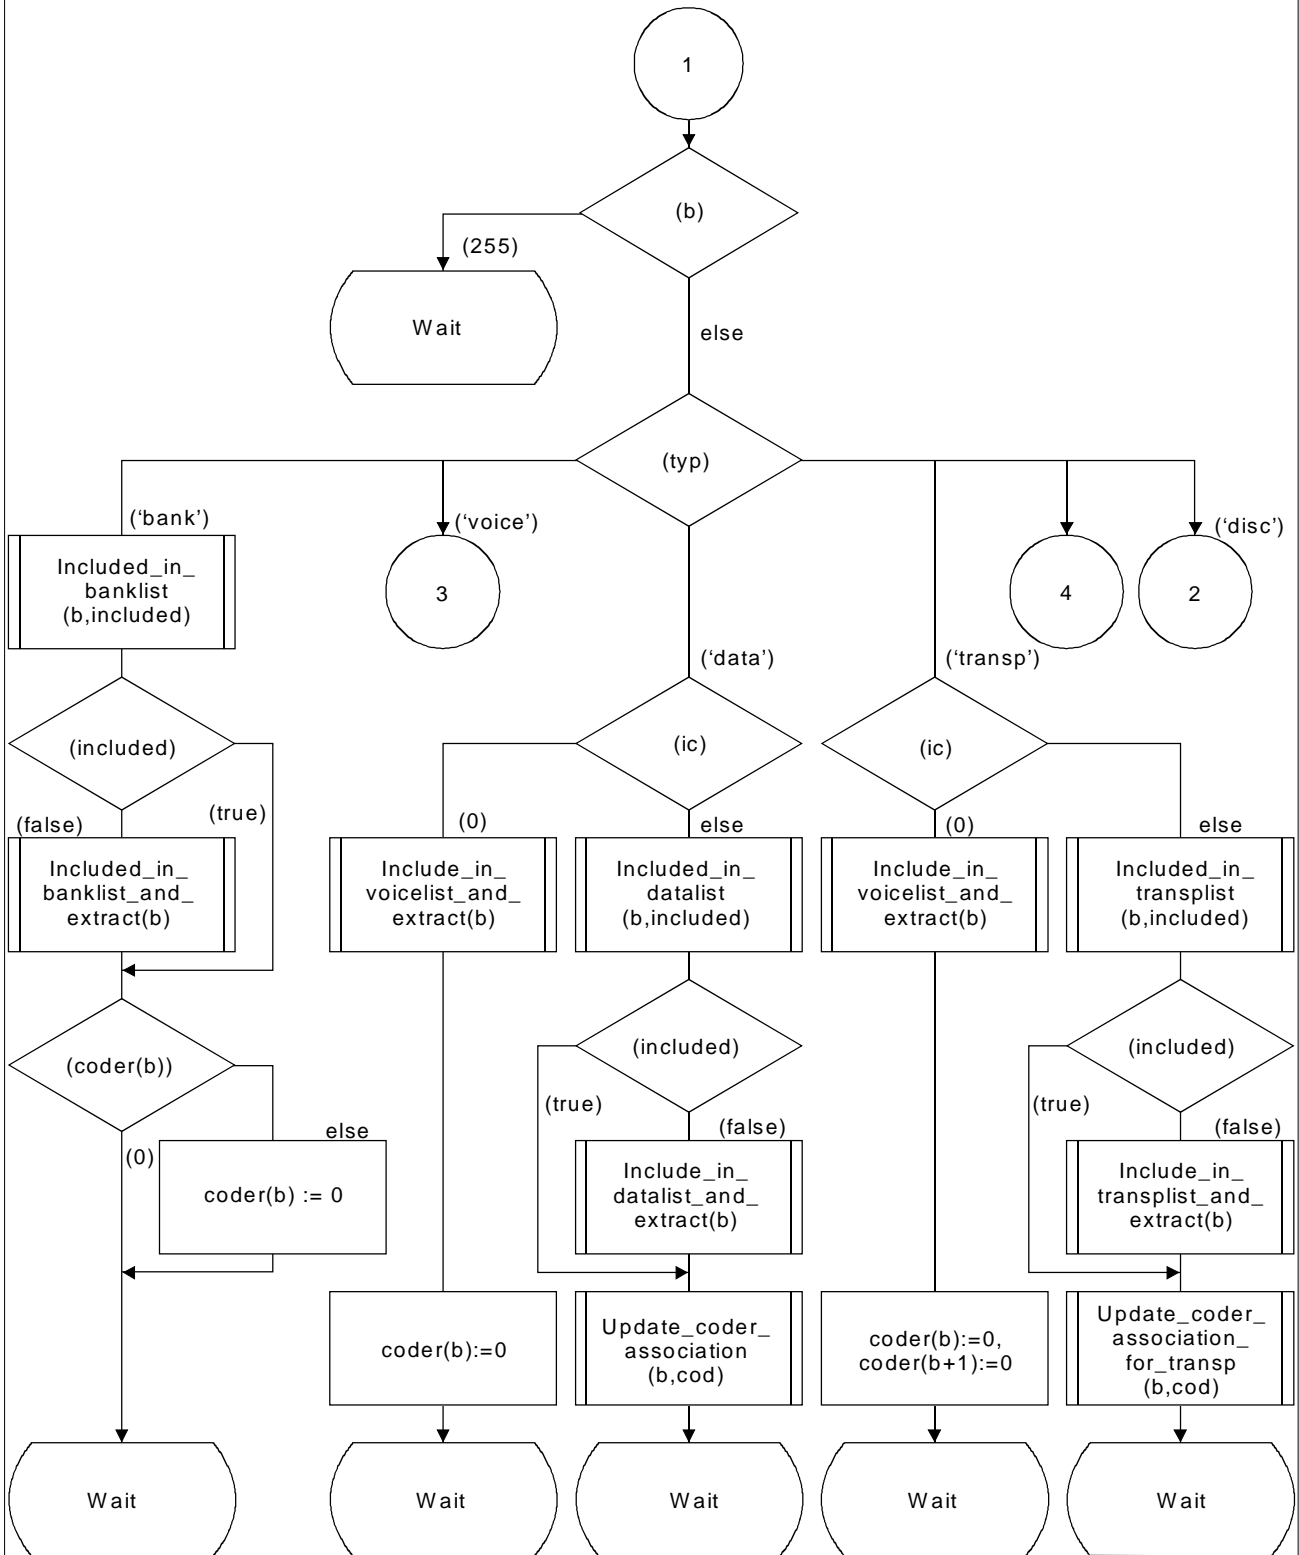 1
(b)
(255)
Wait
else
(typ)
(‘bank’)
(‘voice’)
(‘disc’)
Included_in_
banklist
(b,included)
3
4
2
(‘data’)
(‘transp’)
(included)
(ic)
(ic)
(true)
(false)
(0)
else
(0)
else
Included_in_
banklist_and_
extract(b)
Include_in_
voicelist_and_
extract(b)
Included_in_
datalist
(b,included)
Include_in_
voicelist_and_
extract(b)
Included_in_
transplist
(b,included)
(coder(b))
(included)
(included)
(true)
(true)
else
(false)
(false)
(0)
coder(b) := 0
Include_in_
datalist_and_
extract(b)
Include_in_
transplist_and_
extract(b)
coder(b):=0
Update_coder_
association
(b,cod)
coder(b):=0,
coder(b+1):=0
Update_coder_
association_
for_transp
(b,cod)
Wait
Wait
Wait
Wait
Wait